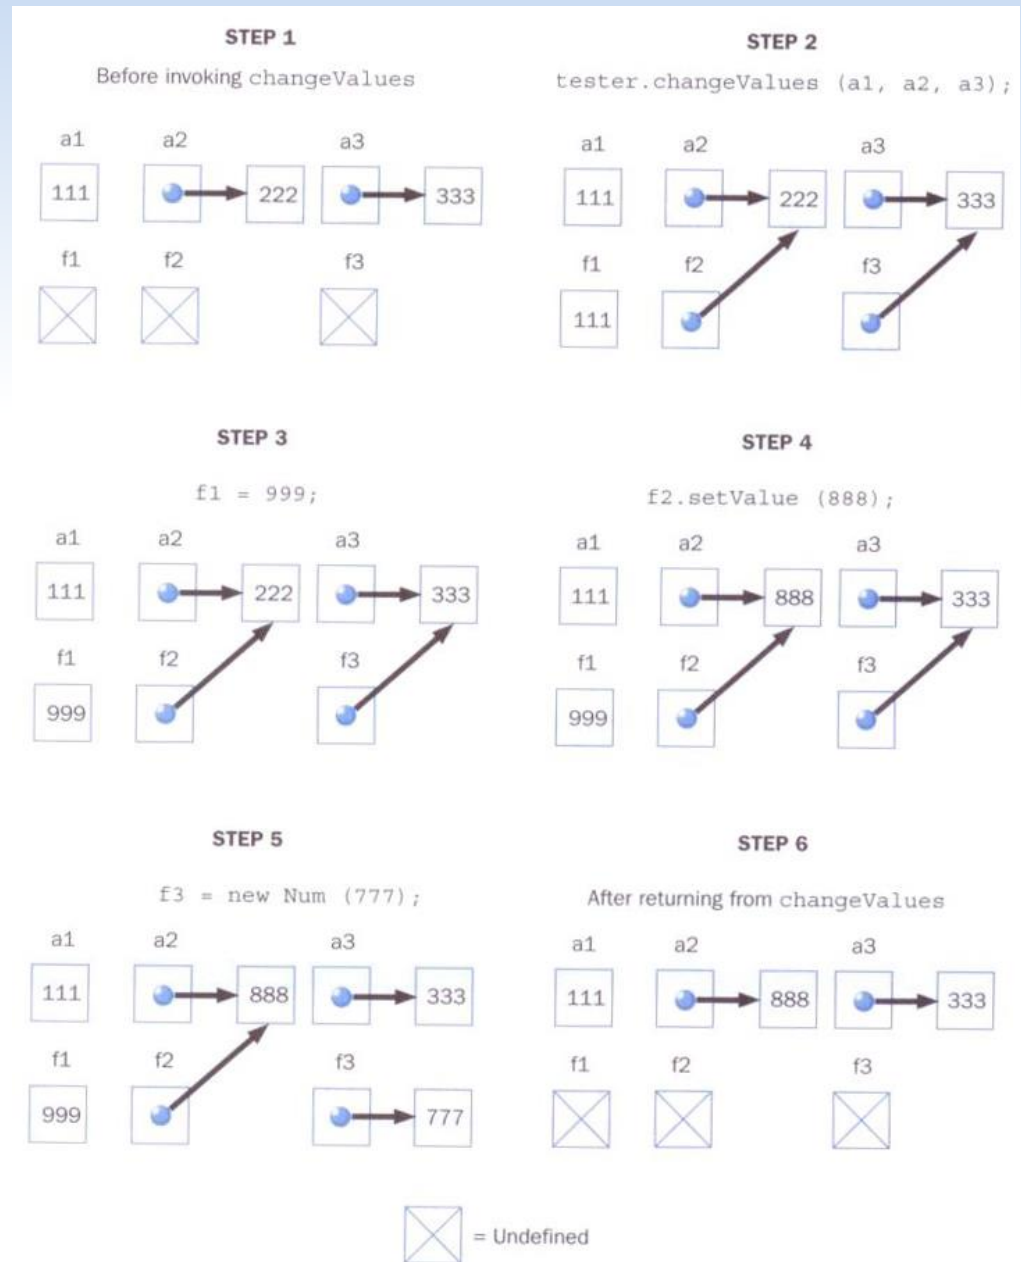 STEP 1
Before invoking changeValues
a1 a2 a3
111 222 333
f1 f2 f3
STEP 2
tester.changeValues (a1, a2, a3);
a1 a2 a3
111 222 333
f1 f2 f3
111
STEP 3
f1 = 999;
a1 a2 a3
111 222 333
f1 f2 f3
999
STEP 4
f2.setValue (888);
a1 a2 a3
111 888 333
f1 f2 f3
999
STEP 5
f3 = new Num (777);
a1 a2 a3
111 888 333
f1 f2 f3
999 777
STEP 6
After returning from changeValues
a1 a2 a3
111 888 333
f1 f2 f3
= Undefined